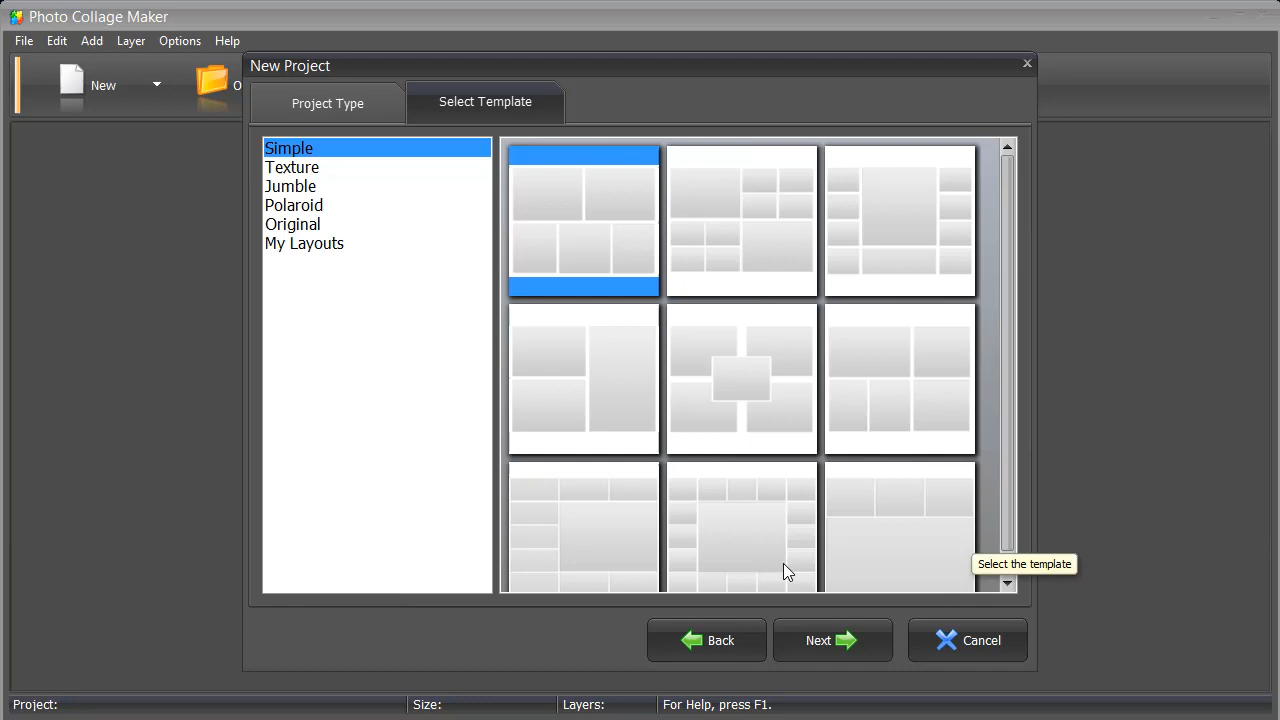 Photo Collage Maker
File Edit Add Layer Options Help
New Project
New O
Project Type Select Template
Simple
Texture
Jumble
Polaroid
Original
My Layouts
Select the template
Back Next Cancel
Project: Size: Layers: For Help, press F1.